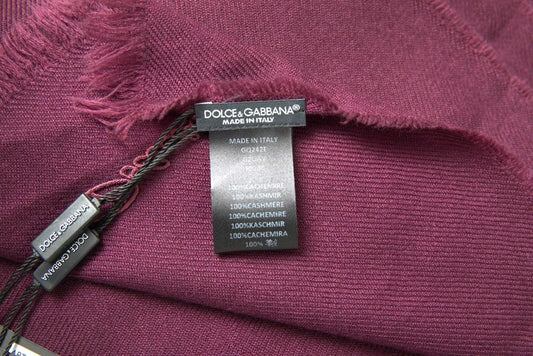 DOLCE & GABBANA®
MADE IN ITALY
MADE IN ITALY
100%CASHMERE
100%KASHMIR
100%CASHMERE
100%CACHEMIRE
100%KASCHMIR
100%CACHEMIRA
100%
DOLCE & GABBANA
DOLCE & GABBANA